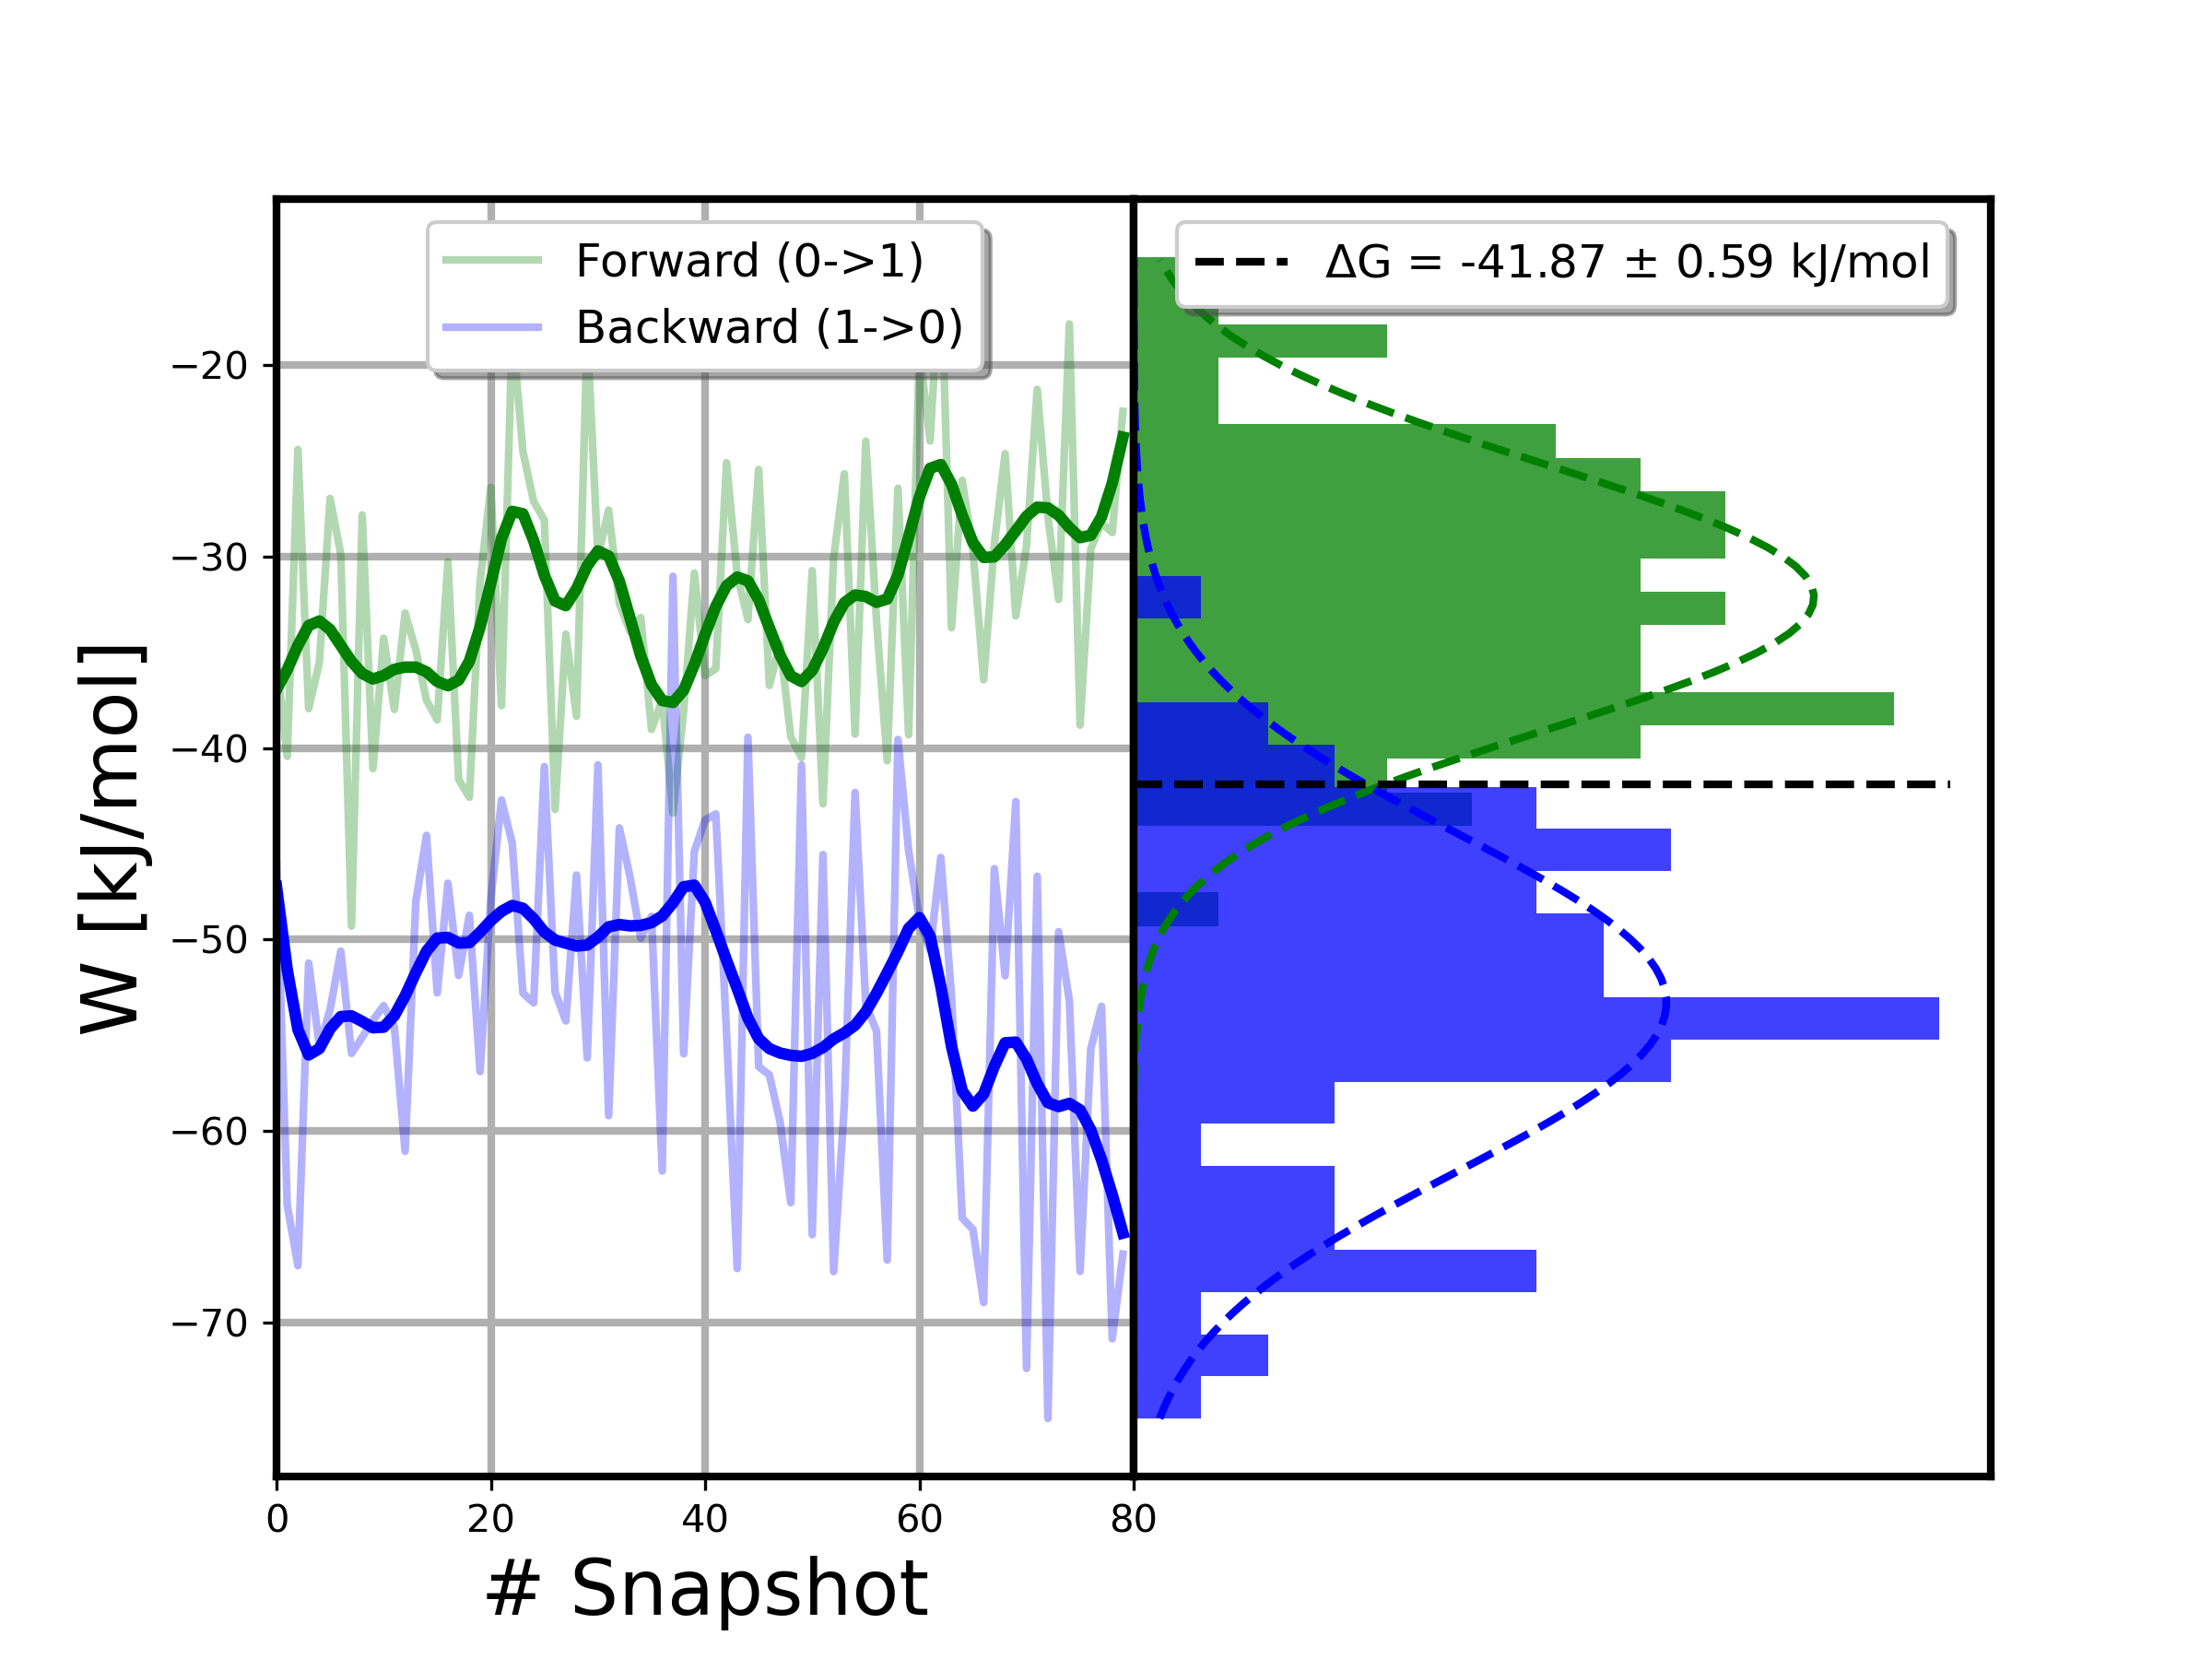 Forward (0->1)
Backward (1->0)
ΔG = -41.87 ± 0.59 kJ/mol
W [kJ/mol]
−20
−30
−40
−50
−60
−70
0 20 40 60 80
# Snapshot